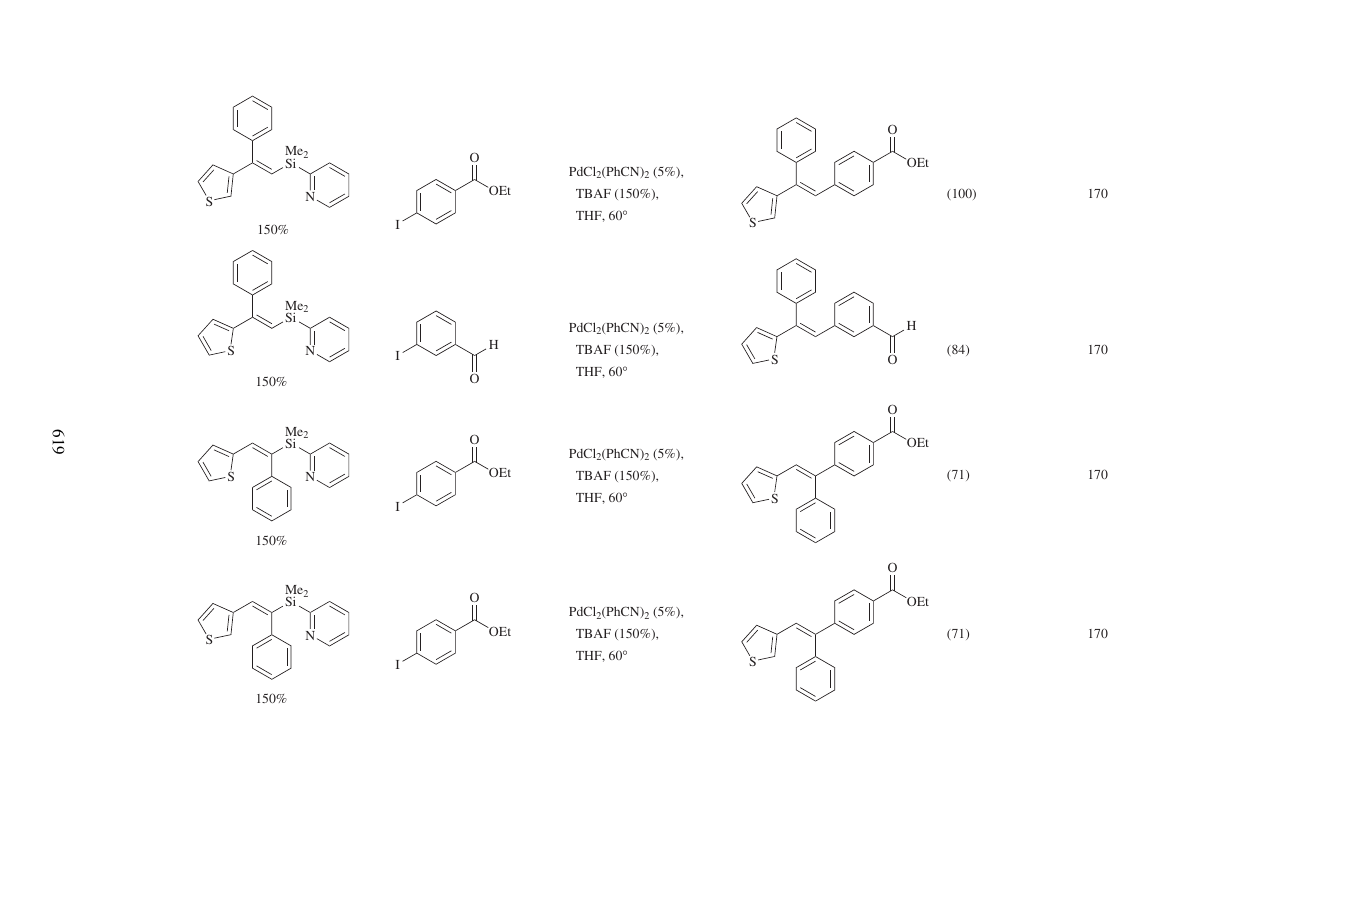 Me2
Si
N
S
150%
O
OEt
I
PdCl2(PhCN)2 (5%),
TBAF (150%),
THF, 60°
O
OEt
S
(100)
170
Me2
Si
N
S
150%
I
H
O
PdCl2(PhCN)2 (5%),
TBAF (150%),
THF, 60°
H
O
S
(84)
170
619
Me2
Si
N
S
150%
O
OEt
I
PdCl2(PhCN)2 (5%),
TBAF (150%),
THF, 60°
O
OEt
S
(71)
170
Me2
Si
N
S
150%
O
OEt
I
PdCl2(PhCN)2 (5%),
TBAF (150%),
THF, 60°
O
OEt
S
(71)
170